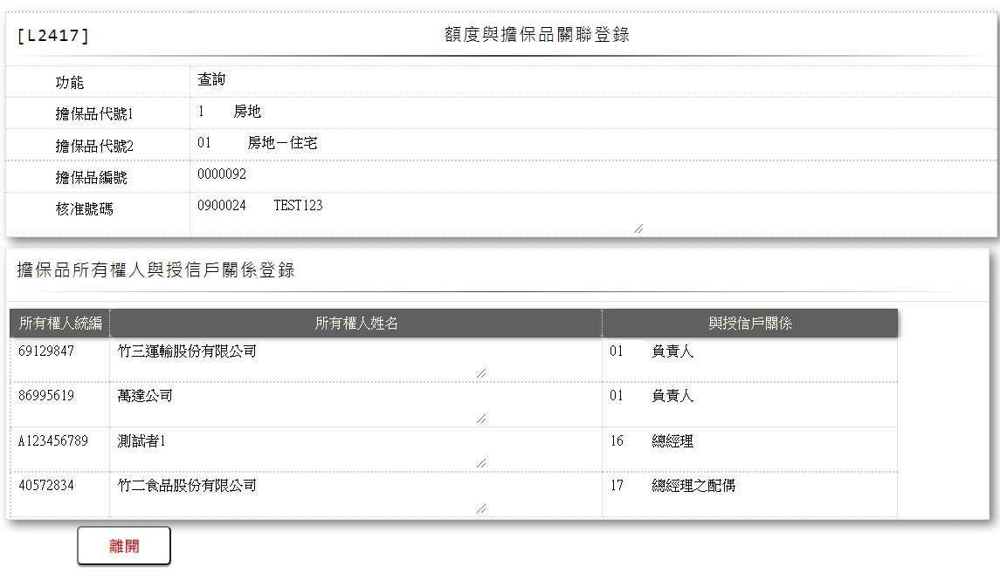 [L2417] 額度與擔保品關聯登錄
功能 查詢
擔保品代號1 1 房地
擔保品代號2 01 房地－住宅
擔保品編號 0000092
核准號碼 0900024 TEST123
擔保品所有權人與授信戶關係登錄
所有權人統編 所有權人姓名 與授信戶關係
69129847 竹三運輸股份有限公司 01 負責人
86995619 萬達公司 01 負責人
A123456789 測試者1 16 總經理
40572834 竹二食品股份有限公司 17 總經理之配偶
離開